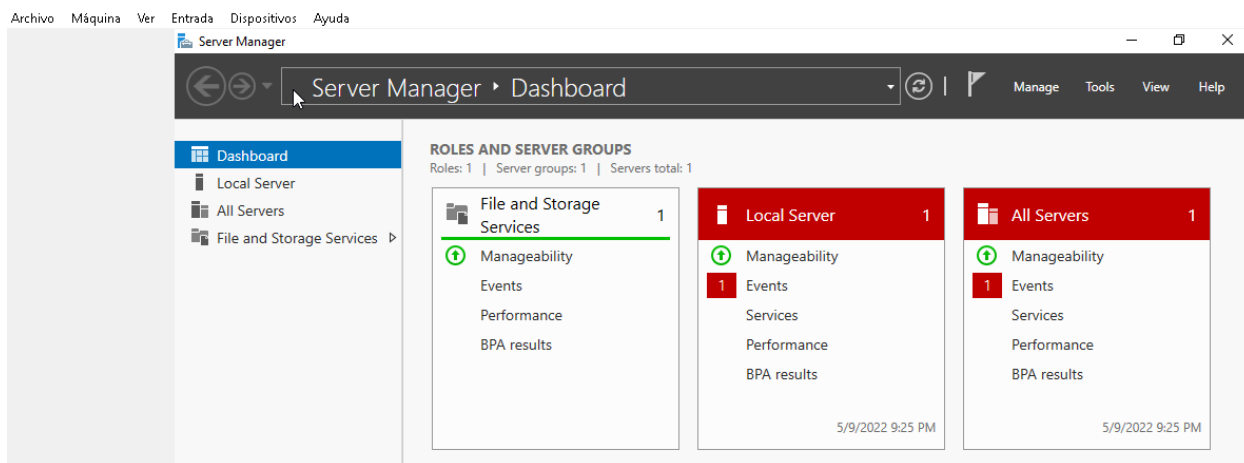 Archivo Máquina Ver Entrada Dispositivos Ayuda
Server Manager
Server Manager ‣ Dashboard
Manage Tools View Help
Dashboard
Local Server
All Servers
File and Storage Services
ROLES AND SERVER GROUPS
Roles: 1 | Server groups: 1 | Servers total: 1
File and Storage
Services
1
Manageability
Events
Performance
BPA results
Local Server 1
Manageability
1 Events
Services
Performance
BPA results
5/9/2022 9:25 PM
All Servers 1
Manageability
1 Events
Services
Performance
BPA results
5/9/2022 9:25 PM